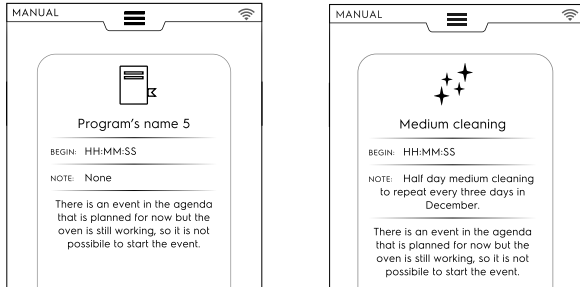 MANUAL
Program's name 5
BEGIN: HH:MM:SS
NOTE: None
There is an event in the agenda
that is planned for now but the
oven is still working, so it is not
possibile to start the event.
MANUAL
Medium cleaning
BEGIN: HH:MM:SS
NOTE: Half day medium cleaning
to repeat every three days in
December.
There is an event in the agenda
that is planned for now but the
oven is still working, so it is not
possibile to start the event.